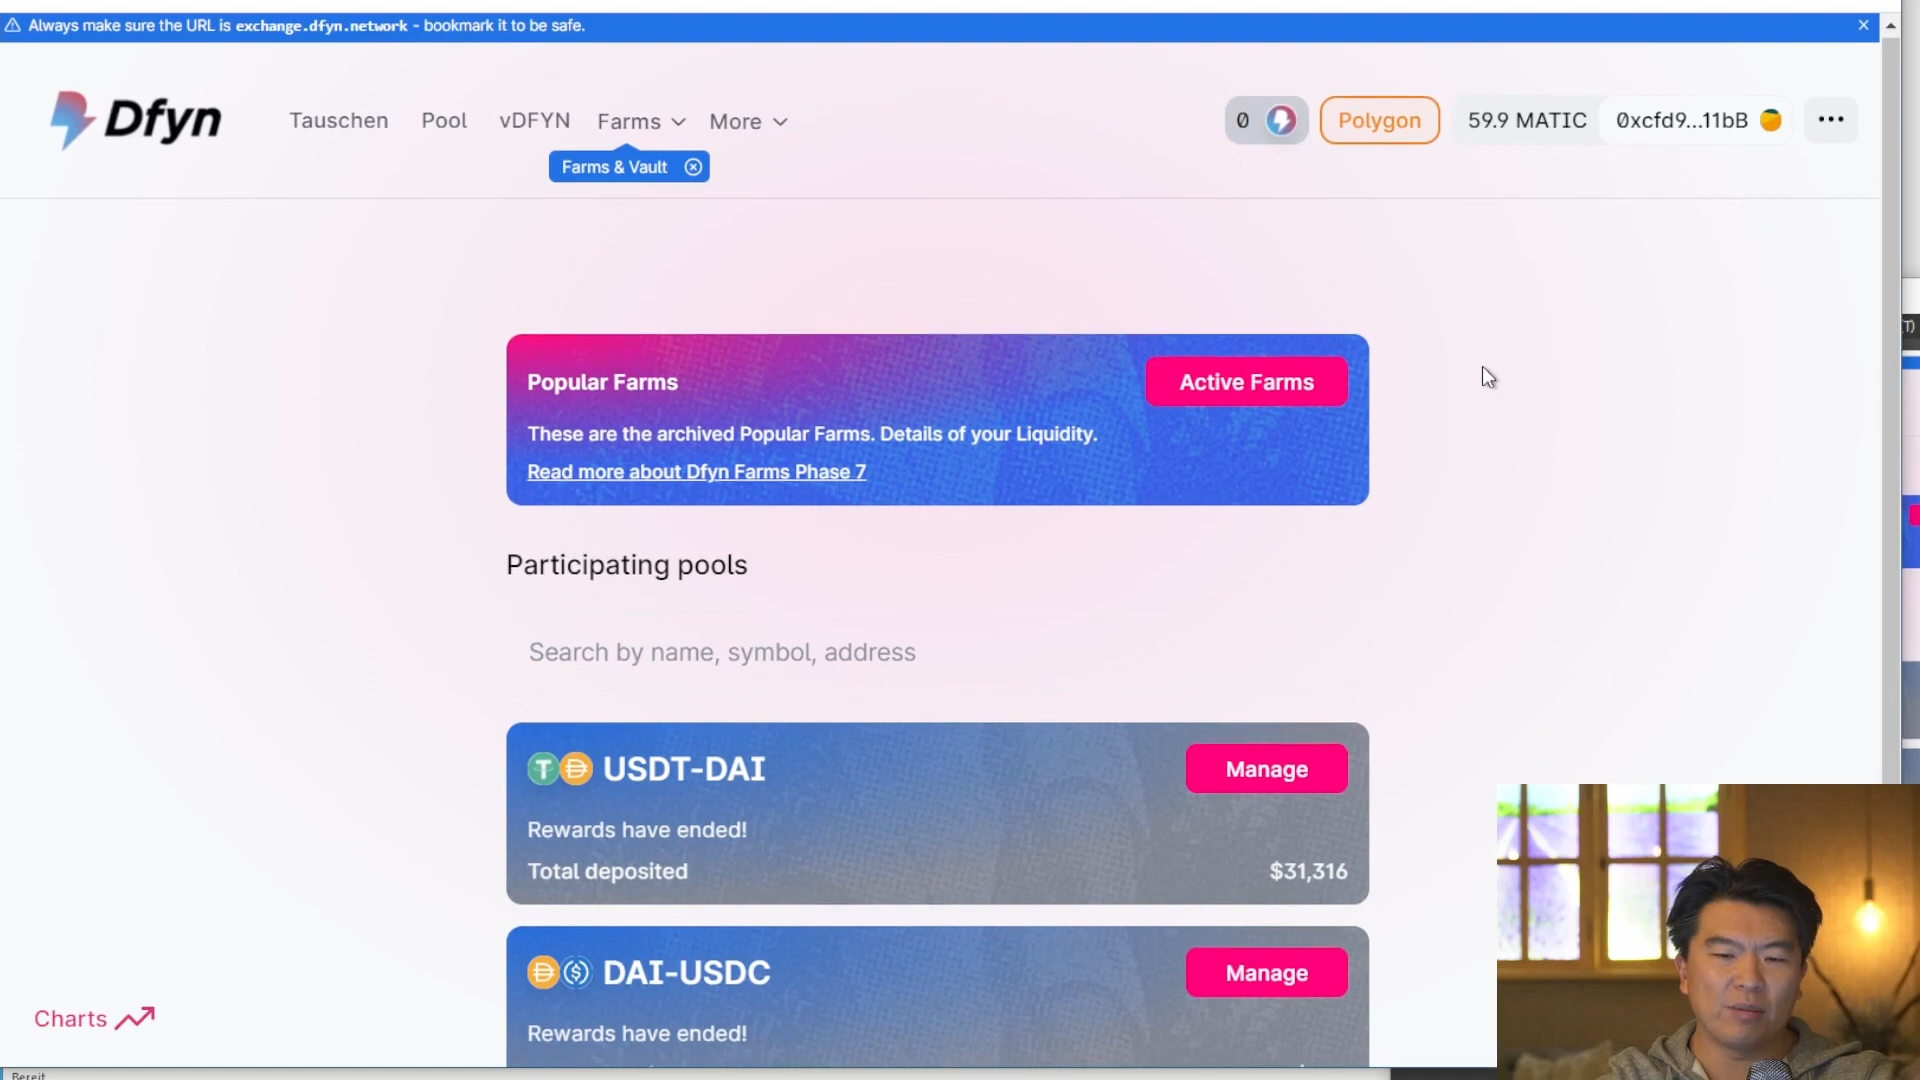 Always make sure the URL is exchange.dfyn.network - bookmark it to be safe.
Dfyn
Tauschen
Pool
vDFYN
Farms
More
0
Polygon
59.9 MATIC
0xcfd9...11bB
Farms & Vault
T)
Popular Farms
Active Farms
These are the archived Popular Farms. Details of your Liquidity.
Read more about Dfyn Farms Phase 7
Participating pools
Search by name, symbol, address
USDT-DAI
Manage
Rewards have ended!
Total deposited
$31,316
DAI-USDC
Manage
Rewards have ended!
Charts
Bereit